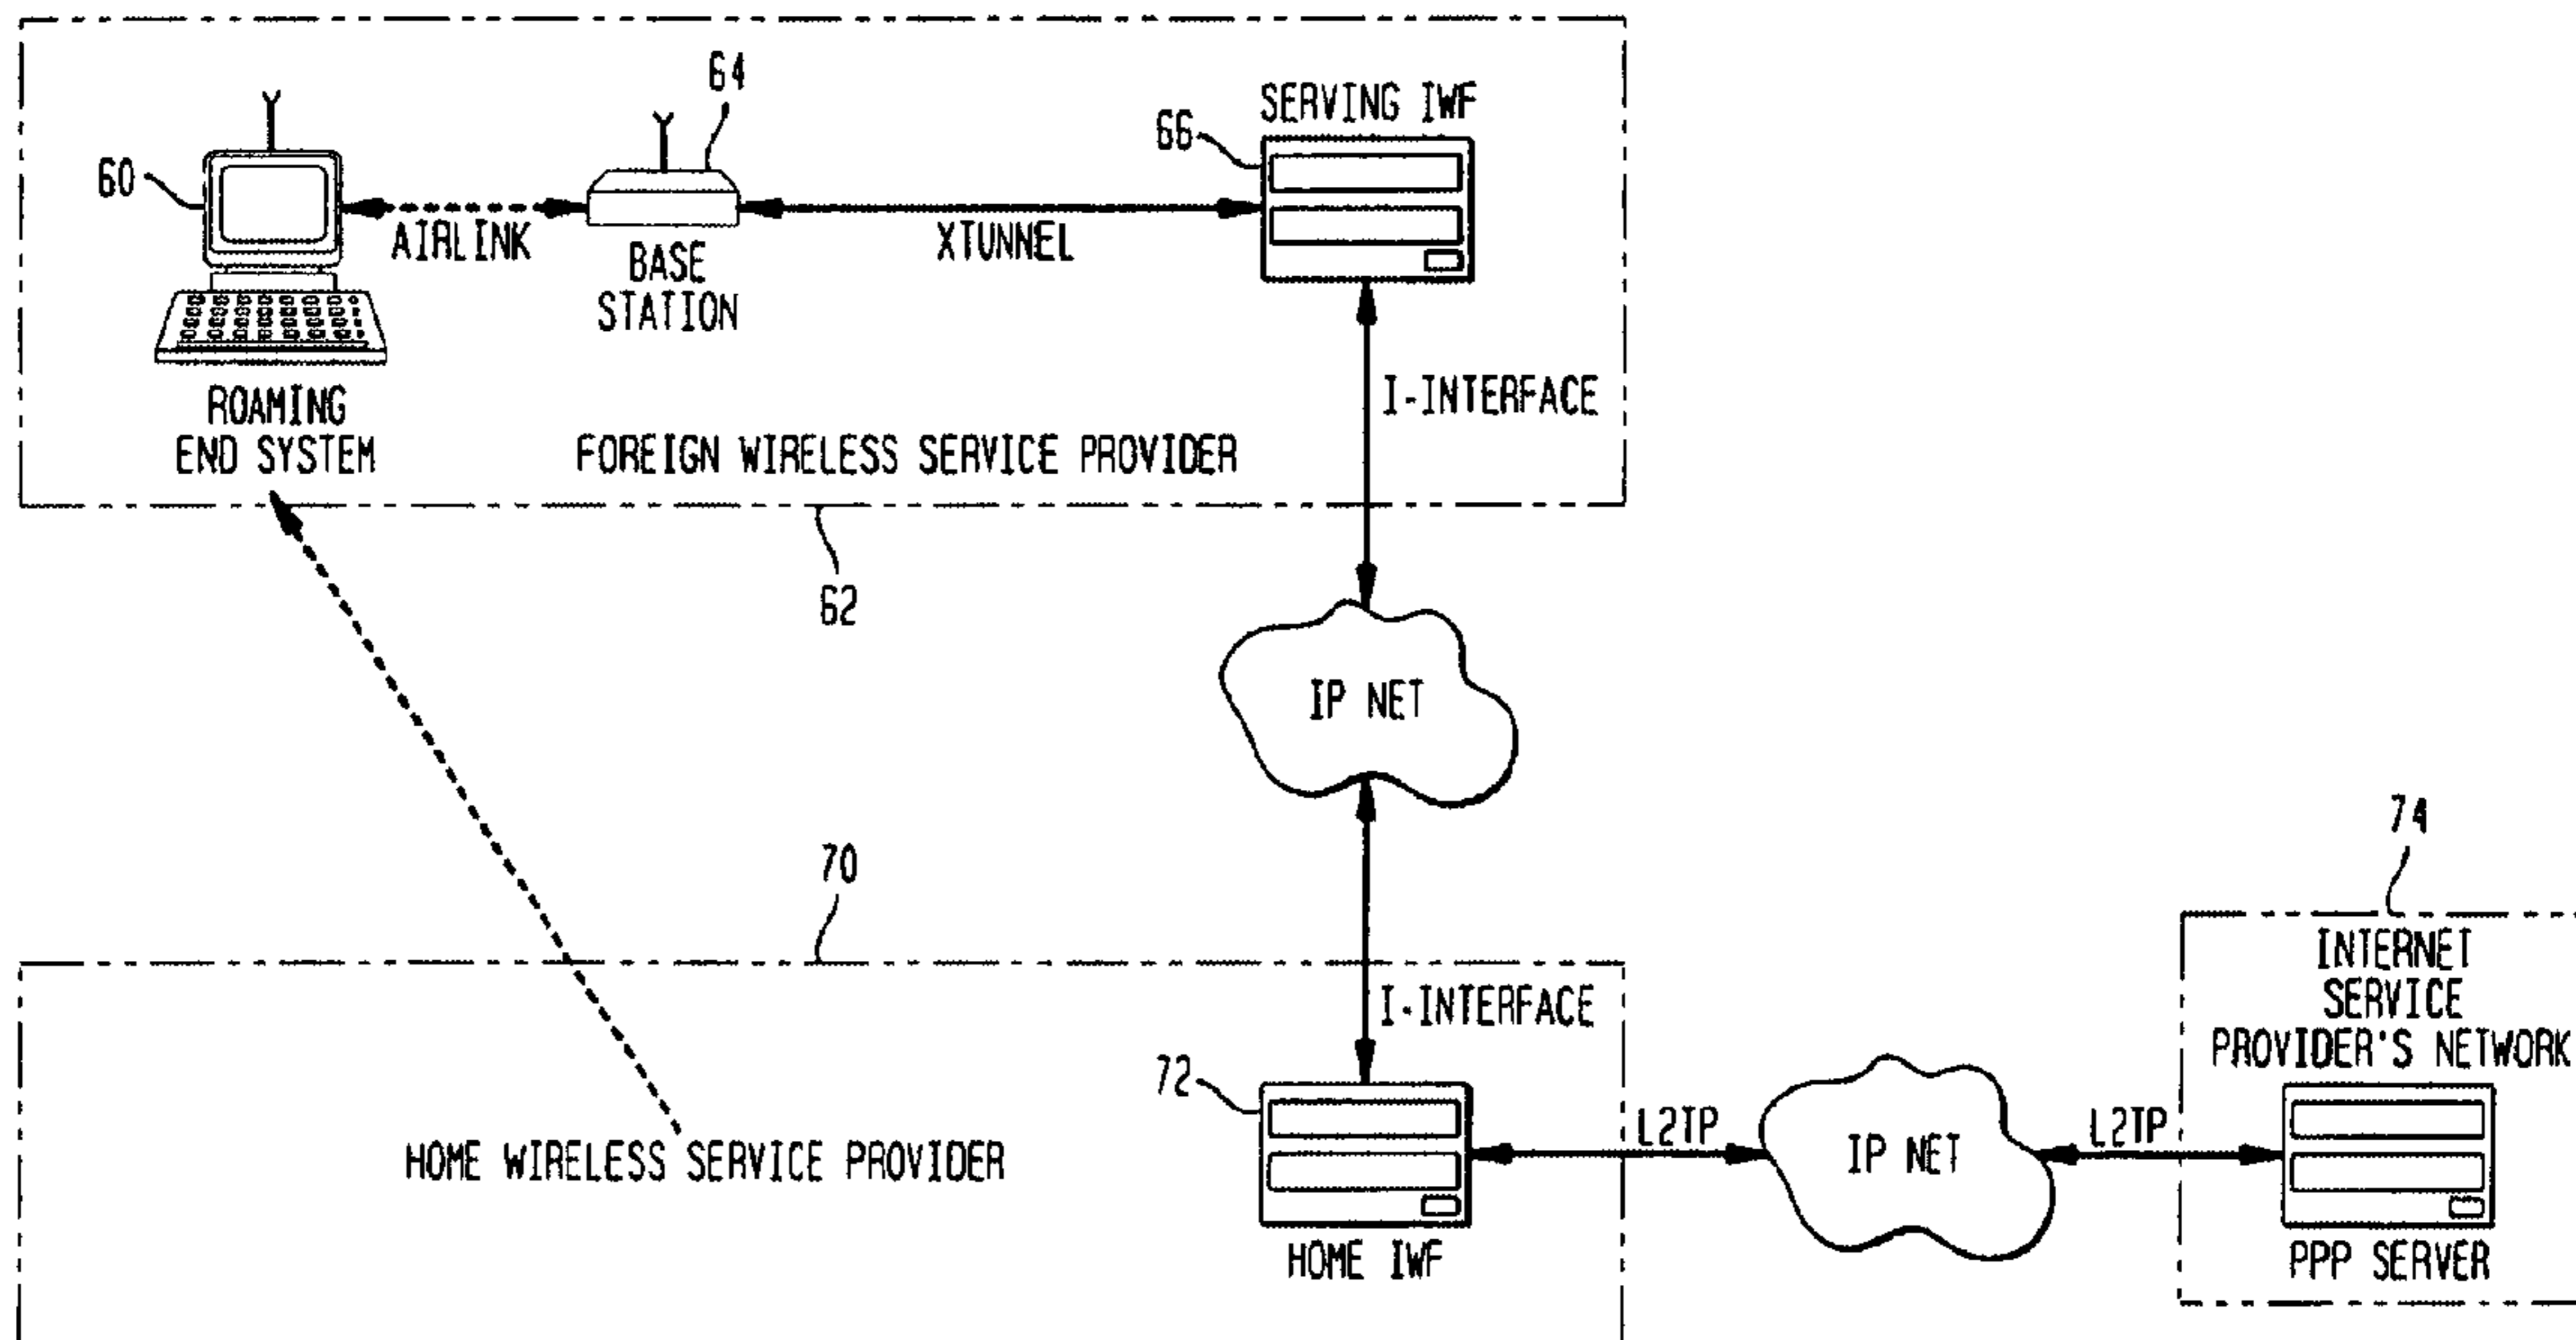 64
SERVING IWF
66
60
AIRLINK
XTUNNEL
BASE
STATION
I-INTERFACE
ROAMING
END SYSTEM
FOREIGN WIRELESS SERVICE PROVIDER
62
IP NET
74
70
INTERNET
SERVICE
PROVIDER'S NETWORK
I-INTERFACE
72
L2TP
L2TP
IP NET
HOME WIRELESS SERVICE PROVIDER
HOME IWF
PPP SERVER